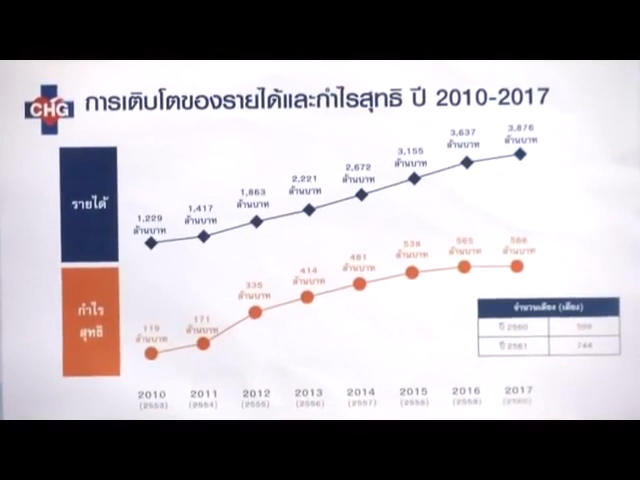 CHG
การเติบโตของรายได้และกำไรสุทธิ ปี 2010-2017
รายได้
1,229
ล้านบาท
1,417
ล้านบาท
1,863
ล้านบาท
2,221
ล้านบาท
2,672
ล้านบาท
3,155
ล้านบาท
3,637
ล้านบาท
3,876
ล้านบาท
กำไร
สุทธิ
119
ล้านบาท
171
ล้านบาท
335
ล้านบาท
414
ล้านบาท
481
ล้านบาท
538
ล้านบาท
565
ล้านบาท
ล้านบาท
จำนวนเตียง (เตียง)
ปี 2560
ปี 2561
2010 2011 2012 2013 2014 2015 2016 2017
(2553) (2554) (2555) (2556) (2557) (2558) (2559) (2560)